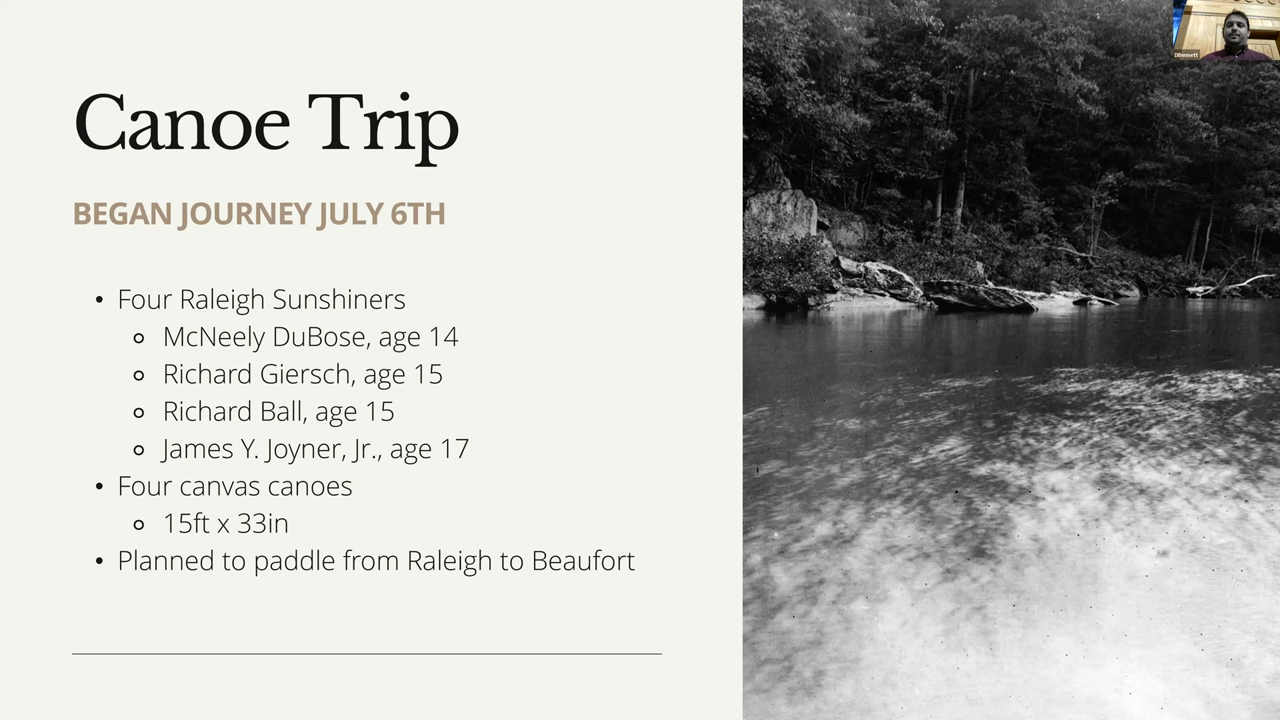 Canoe Trip
BEGAN JOURNEY JULY 6TH
• Four Raleigh Sunshiners
McNeely DuBose, age 14
Richard Giersch, age 15
Richard Ball, age 15
James Y. Joyner, Jr., age 17
• Four canvas canoes
15ft x 33in
• Planned to paddle from Raleigh to Beaufort
DBennett